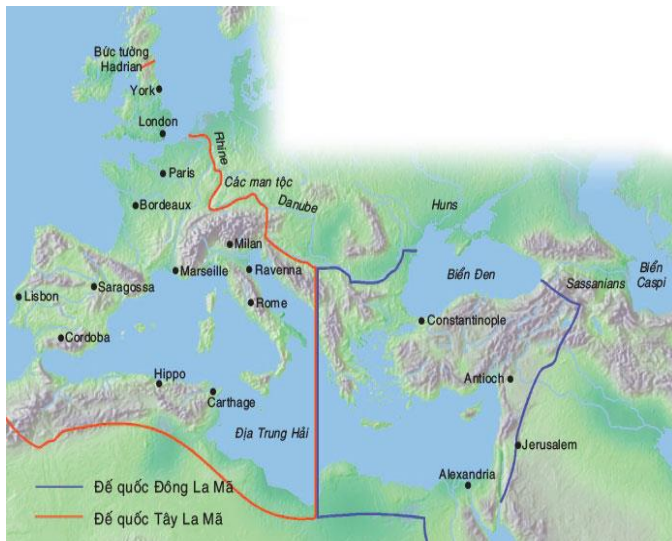 Bức tường
Hadrian
York
London
Rhine
Paris
Các man tộc
Danube
Huns
Bordeaux
Milan
Biển Đen
Sassanians
Biển
Caspi
Marseille
Ravenna
Saragossa
Lisbon
Rome
Constantinople
Cordoba
Hippo
Antioch
Carthage
Địa Trung Hải
Jerusalem
Alexandria
Đế quốc Đông La Mã
Đế quốc Tây La Mã